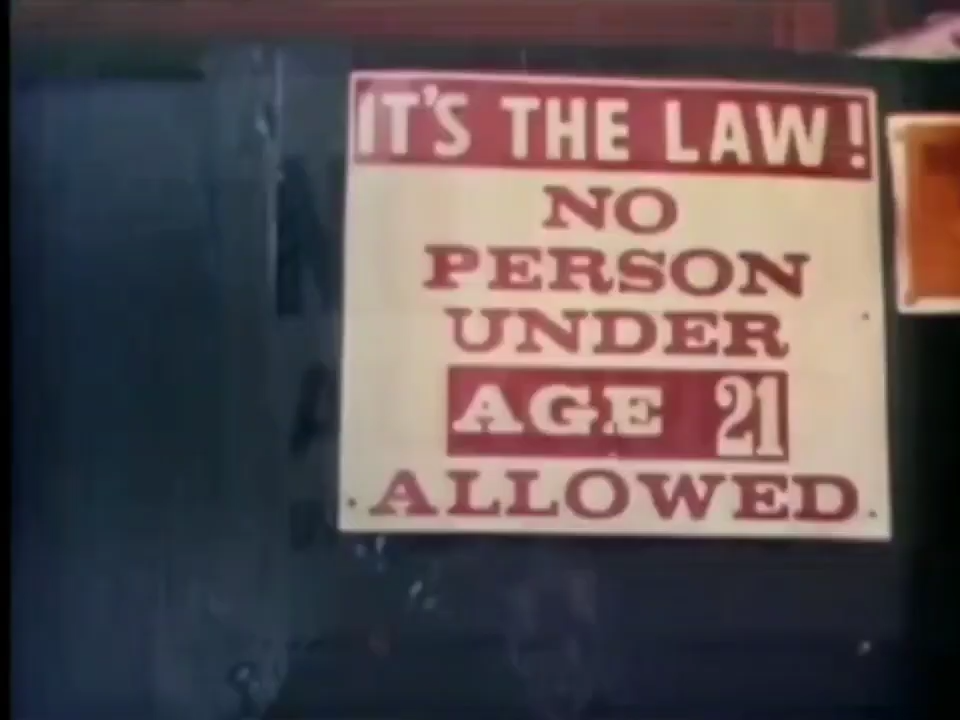 IT'S THE LAW!
NO
PERSON
UNDER
AGE 21
ALLOWED